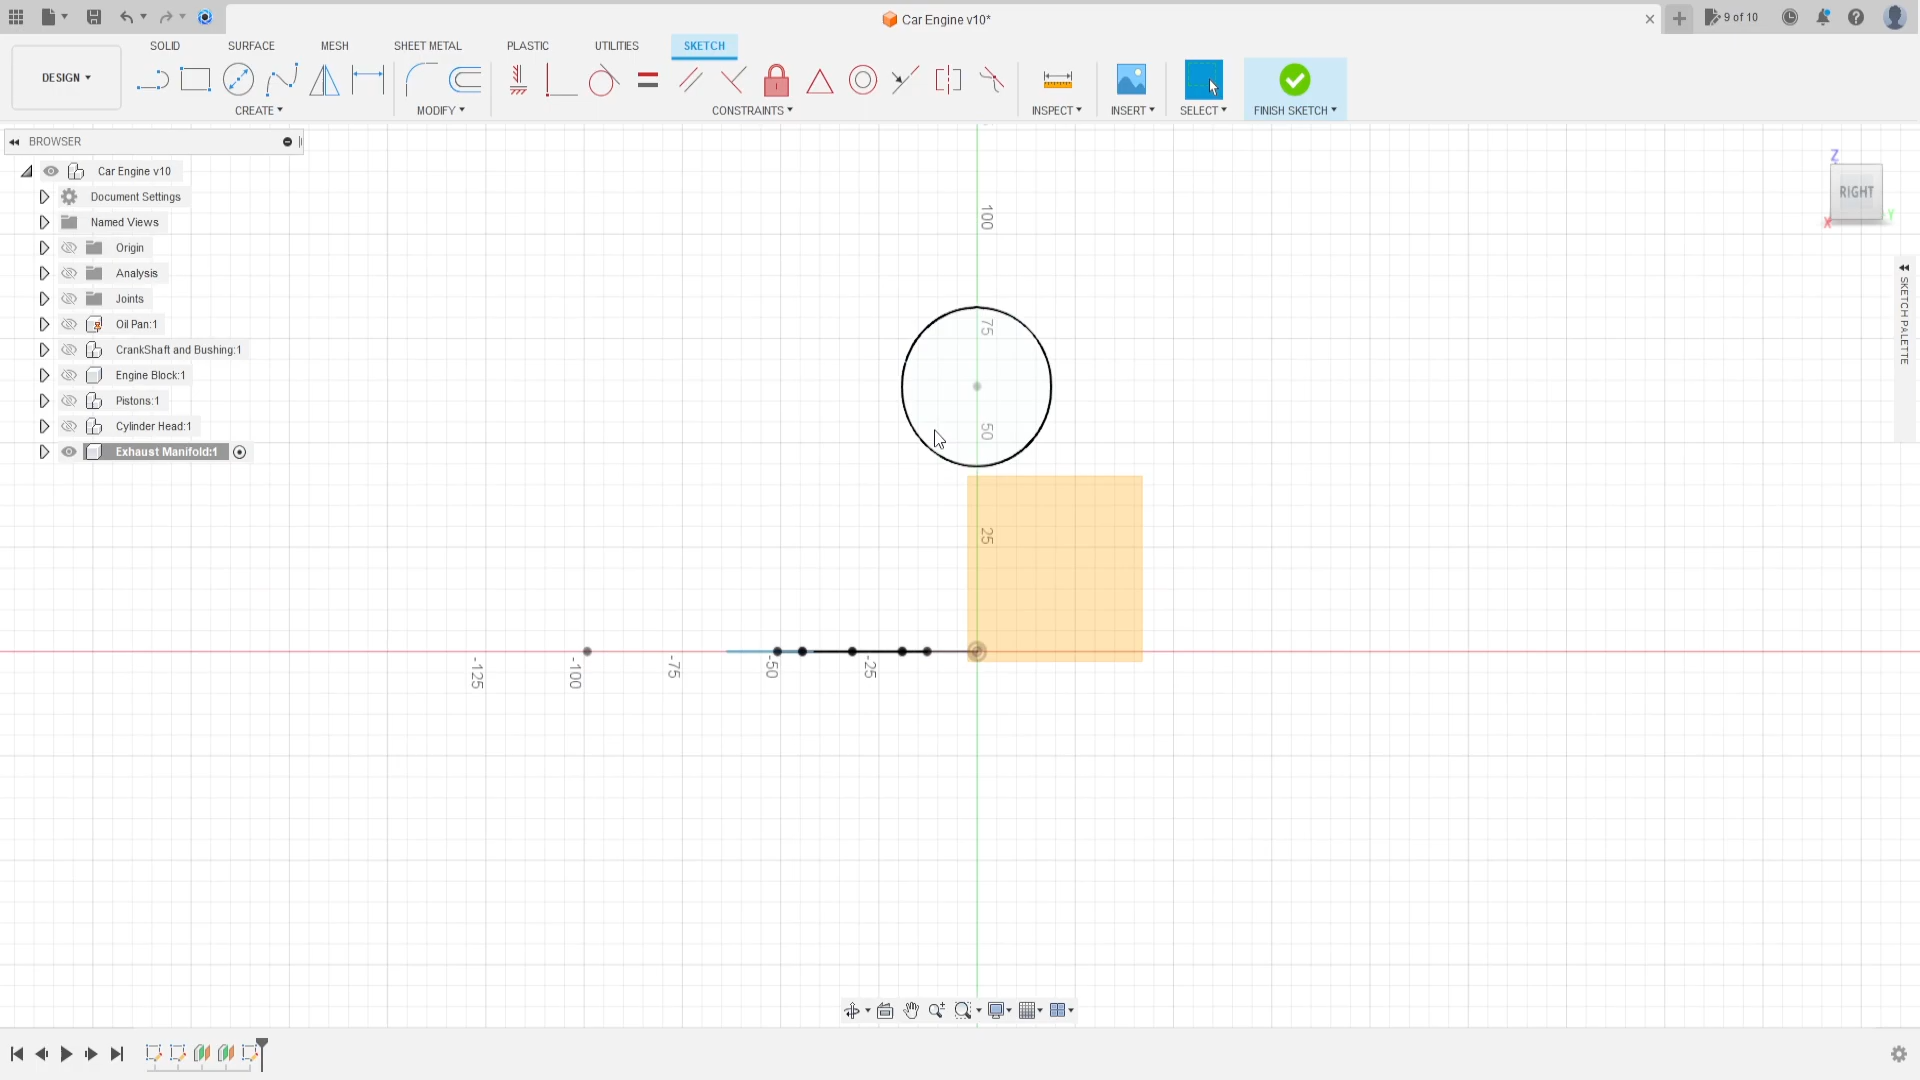 Car Engine v10*
9 of 10
SOLID SURFACE MESH SHEET METAL PLASTIC UTILITIES SKETCH
DESIGN
CREATE MODIFY CONSTRAINTS INSPECT INSERT SELECT FINISH SKETCH
BROWSER
Car Engine v10
Document Settings
Named Views
Origin
Analysis
Joints
Oil Pan:1
CrankShaft and Bushing:1
Engine Block:1
Pistons:1
Cylinder Head:1
Exhaust Manifold:1
100
75
50
25
-125
-100
-75
-50
-25
Z
RIGHT
X
Y
SKETCH PALETTE